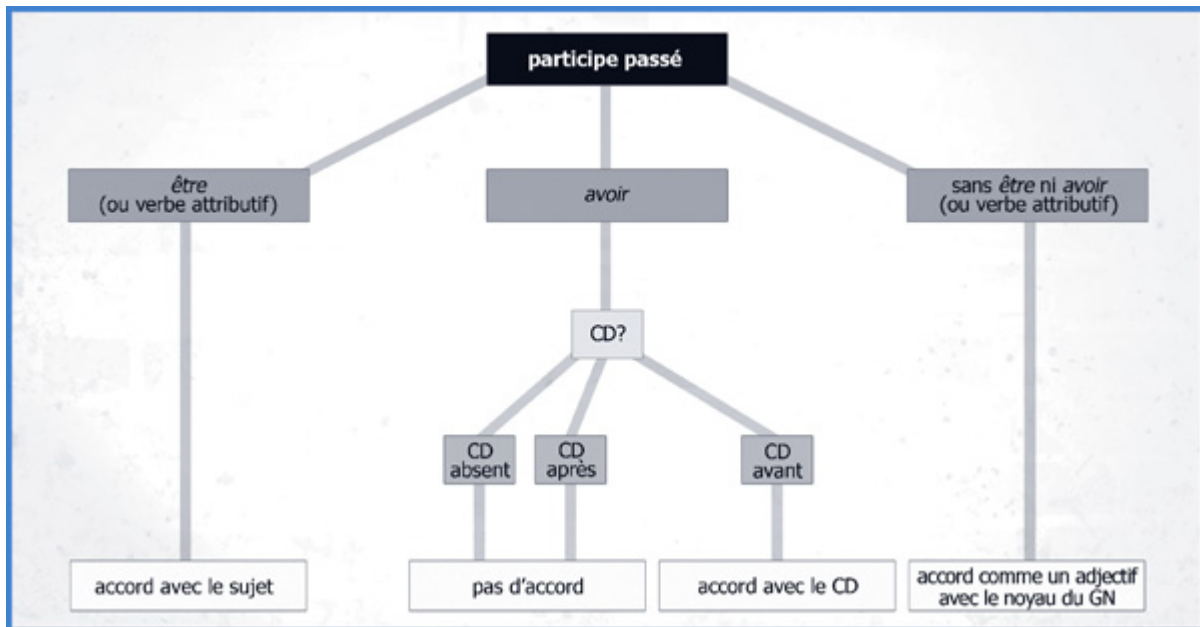 participe passé
être
(ou verbe attributif)
avoir
sans être ni avoir
(ou verbe attributif)
CD?
CD
absent
CD
après
CD
avant
accord avec le sujet
pas d'accord
accord avec le CD
accord comme un adjectif
avec le noyau du GN